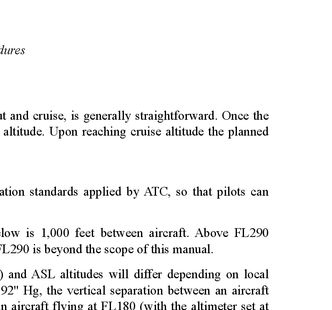 dures
t and cruise, is generally straightforward. Once the
altitude. Upon reaching cruise altitude the planned
ation standards applied by ATC, so that pilots can
low is 1,000 feet between aircraft. Above FL290
FL290 is beyond the scope of this manual.
) and ASL altitudes will differ depending on local
92" Hg, the vertical separation between an aircraft
n aircraft flying at FL180 (with the altimeter set at